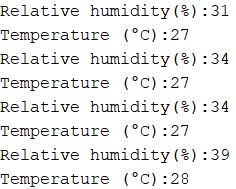 Relative humidity(%):31
Temperature (°C):27
Relative humidity(%):34
Temperature (°C):27
Relative humidity(%):34
Temperature (°C):27
Relative humidity(%):39
Temperature (°C):28